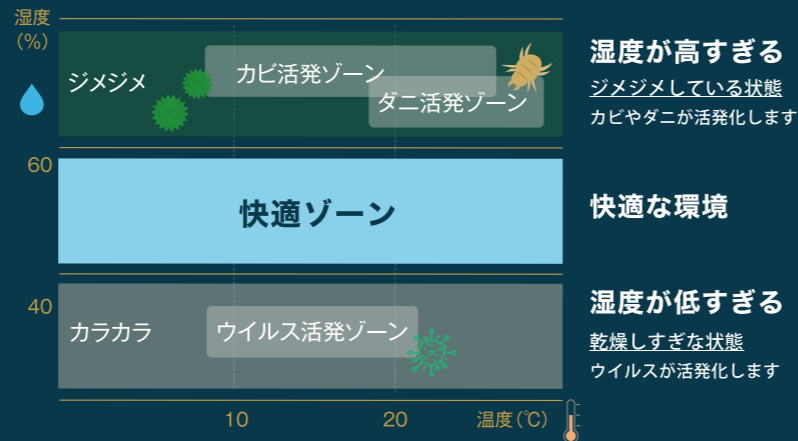 湿度
(%)
ジメジメ
カビ活発ゾーン
ダニ活発ゾーン
湿度が高すぎる
ジメジメしている状態
カビやダニが活発化します
60
快適ゾーン
快適な環境
40
カラカラ
ウイルス活発ゾーン
湿度が低すぎる
乾燥しすぎな状態
ウイルスが活発化します
10
20
温度(℃)